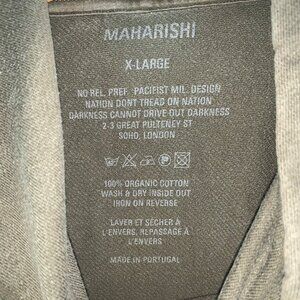 MAHARISHI
X-LARGE
NO REL. PREF. PACIFIST MIL. DESIGN
NATION DONT TREAD ON NATION
DARKNESS CANNOT DRIVE OUT DARKNESS
2-3 GREAT PULTENEY ST
SOHO, LONDON
100% ORGANIC COTTON
WASH & DRY INSIDE OUT
IRON ON REVERSE
LAVER ET SÉCHER À
L'ENVERS, REPASSAGE À
L'ENVERS
MADE IN PORTUGAL